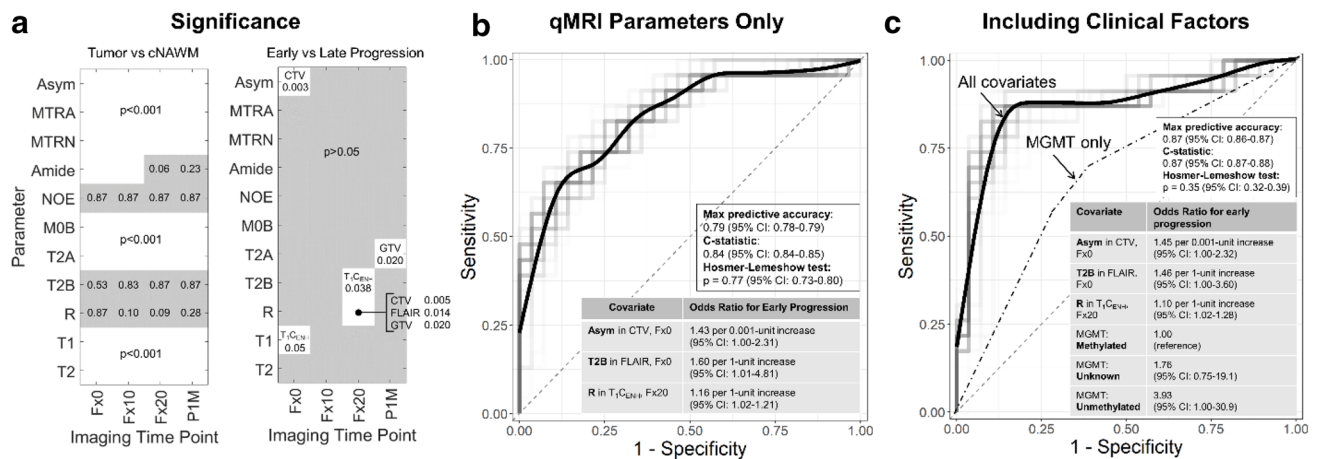 a
Significance
Tumor vs cNAWM
Early vs Late Progression
Parameter
Asym
MTRA
MTRN
Amide
NOE
M0B
T2A
T2B
R
T1
T2
p<0.001
0.06 0.23
0.87 0.87 0.87 0.87
p<0.001
0.53 0.83 0.87 0.87
0.87 0.10 0.09 0.28
p<0.001
Fx0 Fx10 Fx20 P1M
Imaging Time Point
Asym
MTRA
MTRN
Amide
NOE
M0B
T2A
T2B
R
T1
T2
CTV
0.003
p>0.05
GTV
0.020
T1CEN-I,
0.038
CTV 0.005
FLAIR 0.014
GTV 0.020
T1CEN-I,
0.05
Fx0 Fx10 Fx20 P1M
Imaging Time Point
b
qMRI Parameters Only
Sensitivity
1.00
0.75
0.50
0.25
0.00
Max predictive accuracy:
0.79 (95% CI: 0.78-0.79)
C-statistic:
0.84 (95% CI: 0.84-0.85)
Hosmer-Lemeshow test:
p = 0.77 (95% CI: 0.73-0.80)
Covariate Odds Ratio for Early Progression
Asym in CTV, Fx0 1.43 per 0.001-unit increase
(95% CI: 1.00-2.31)
T2B in FLAIR, Fx0 1.60 per 1-unit increase
(95% CI: 1.01-4.81)
R in T1CEN-I, Fx20 1.16 per 1-unit increase
(95% CI: 1.02-1.21)
0.00 0.25 0.50 0.75 1.00
1 - Specificity
c
Including Clinical Factors
Sensitivity
1.00
0.75
0.50
0.25
0.00
All covariates
MGMT only
Max predictive accuracy:
0.87 (95% CI: 0.86-0.87)
C-statistic:
0.87 (95% CI: 0.87-0.88)
Hosmer-Lemeshow test:
p = 0.35 (95% CI: 0.32-0.39)
Covariate Odds Ratio for early
progression
Asym in CTV, 1.45 per 0.001-unit increase
Fx0 (95% CI: 1.00-2.32)
T2B in FLAIR, 1.46 per 1-unit increase
Fx0 (95% CI: 1.00-3.60)
R in T1CEN-I, 1.10 per 1-unit increase
Fx20 (95% CI: 1.02-1.28)
MGMT: 1.00
Methylated (reference)
MGMT: 1.78
Unknown (95% CI: 0.75-19.1)
MGMT: 3.93
Unmethylated (95% CI: 1.00-30.9)
0.00 0.25 0.50 0.75 1.00
1 - Specificity